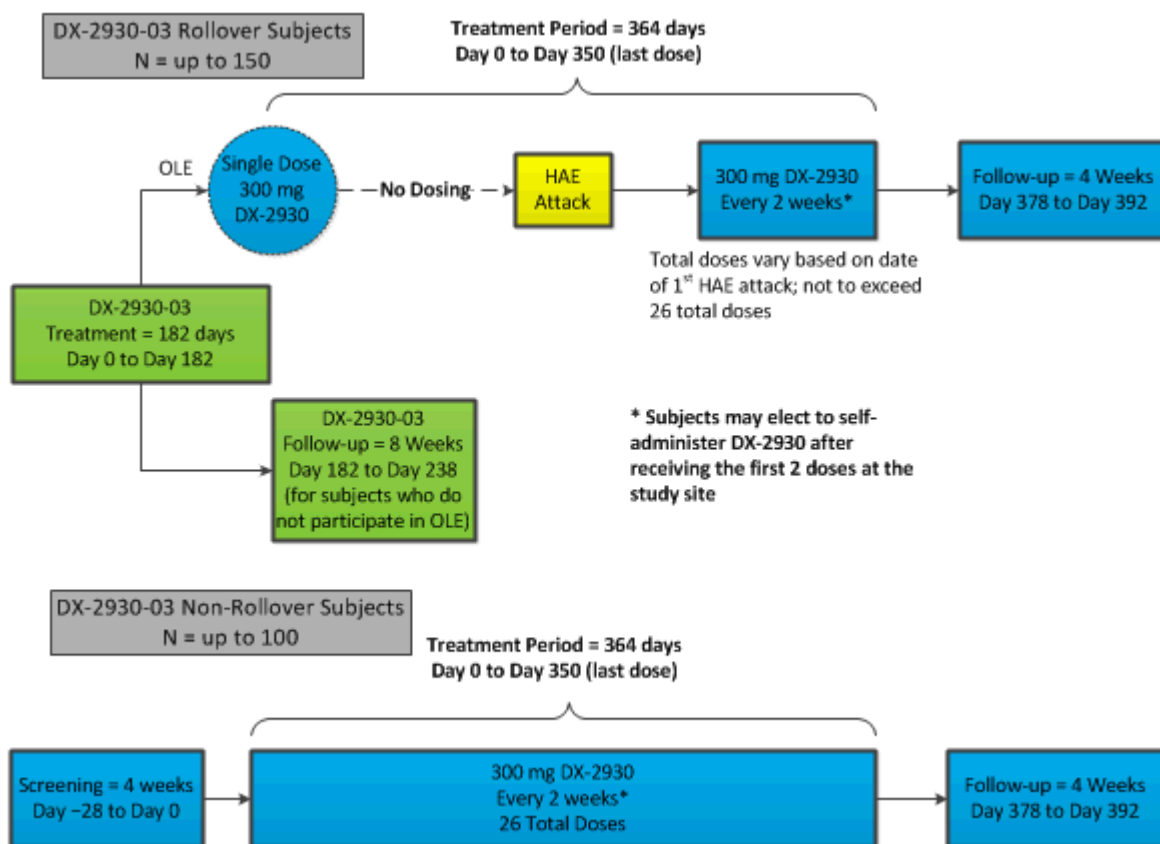 DX-2930-03 Rollover Subjects
N = up to 150
Treatment Period = 364 days
Day 0 to Day 350 (last dose)
OLE
Single Dose
300 mg
DX-2930
No Dosing
HAE
Attack
300 mg DX-2930
Every 2 weeks*
Follow-up = 4 Weeks
Day 378 to Day 392
Total doses vary based on date
of 1st HAE attack; not to exceed
26 total doses
DX-2930-03
Treatment = 182 days
Day 0 to Day 182
DX-2930-03
Follow-up = 8 Weeks
Day 182 to Day 238
(for subjects who do
not participate in OLE)
* Subjects may elect to self-
administer DX-2930 after
receiving the first 2 doses at the
study site
DX-2930-03 Non-Rollover Subjects
N = up to 100
Treatment Period = 364 days
Day 0 to Day 350 (last dose)
Screening = 4 weeks
Day −28 to Day 0
300 mg DX-2930
Every 2 weeks*
26 Total Doses
Follow-up = 4 Weeks
Day 378 to Day 392